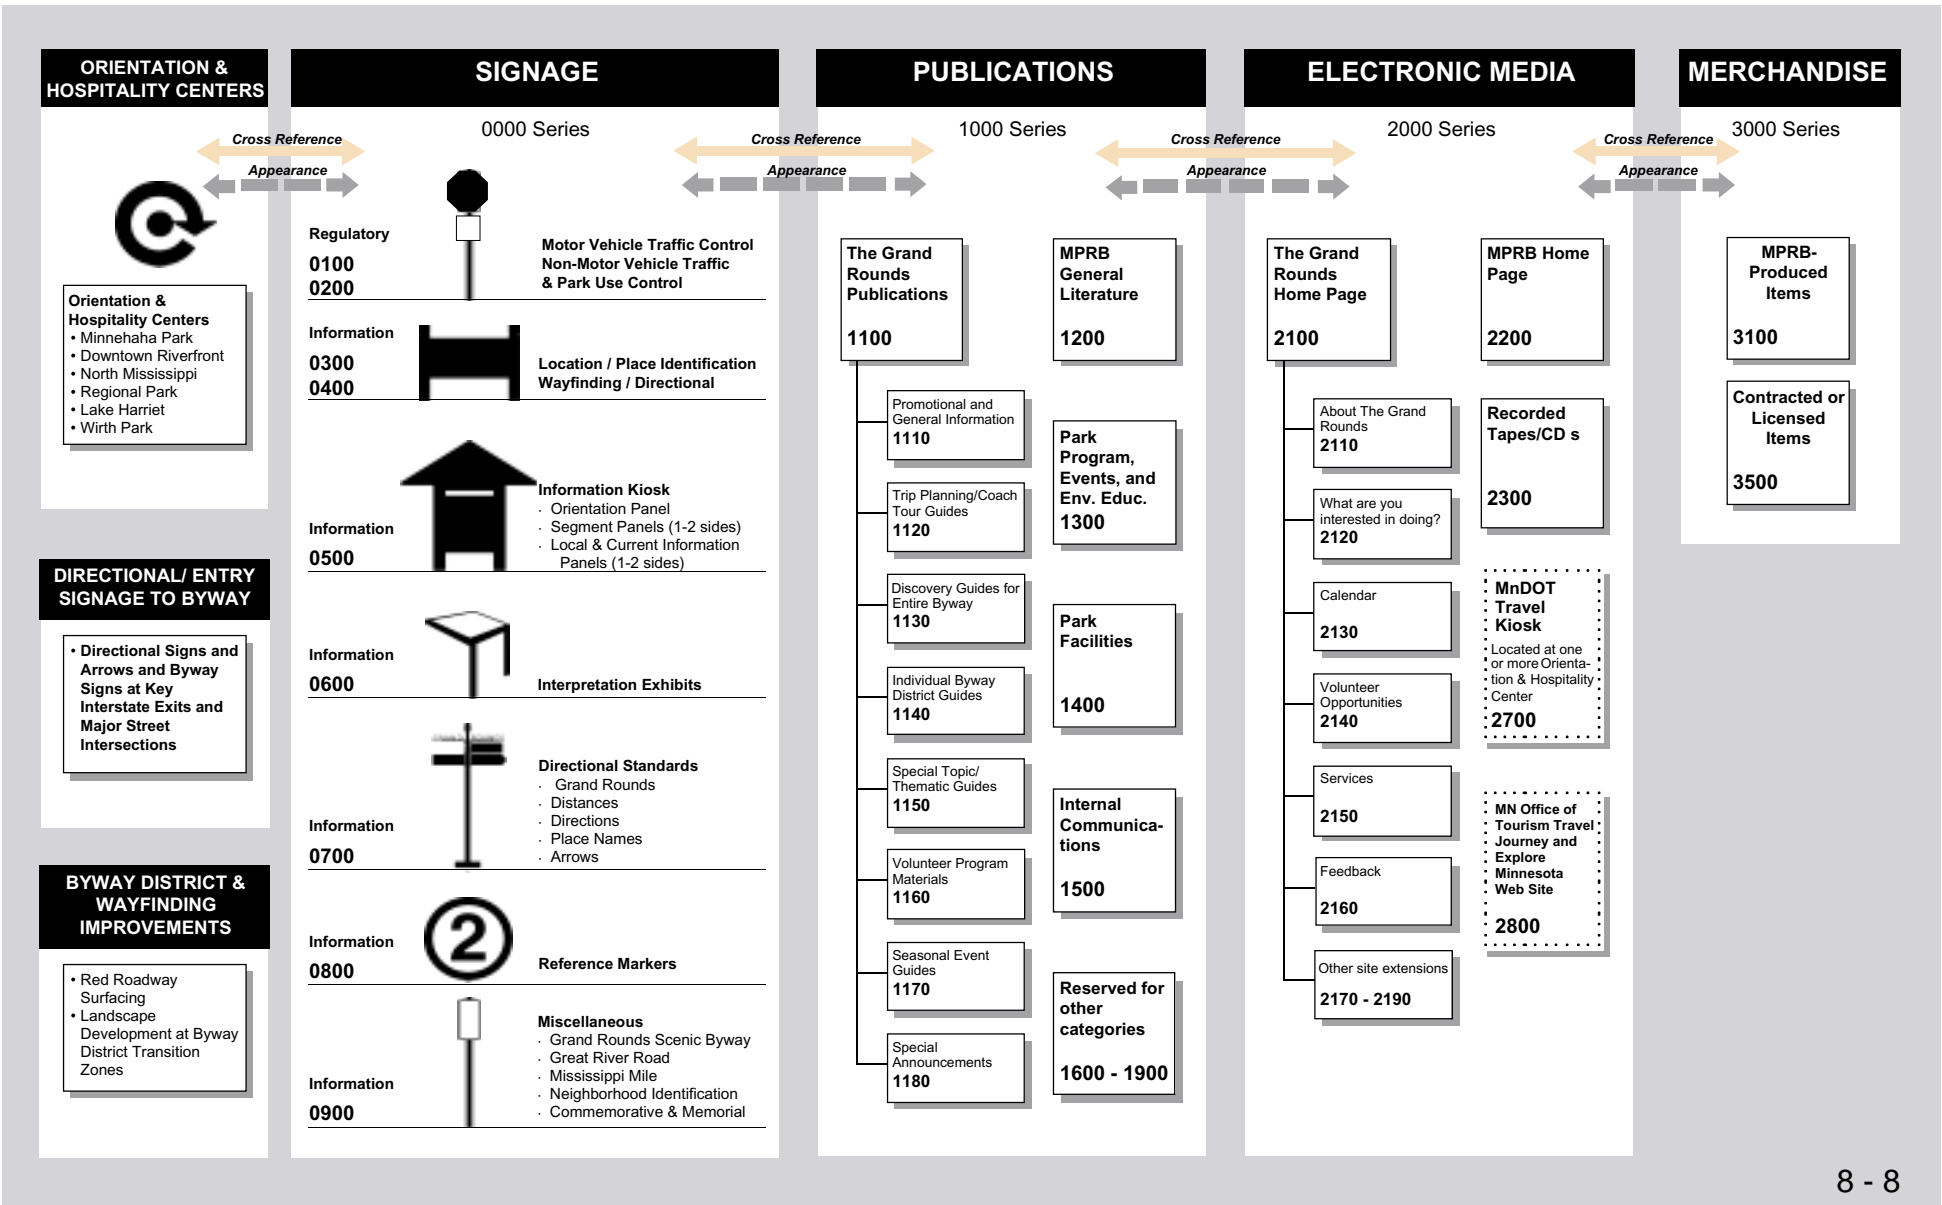 ORIENTATION &
HOSPITALITY CENTERS
Orientation &
Hospitality Centers
• Minnehaha Park
• Downtown Riverfront
• North Mississippi
• Regional Park
• Lake Harriet
• Wirth Park
DIRECTIONAL/ ENTRY
SIGNAGE TO BYWAY
• Directional Signs and
Arrows and Byway
Signs at Key
Interstate Exits and
Major Street
Intersections
BYWAY DISTRICT &
WAYFINDING
IMPROVEMENTS
• Red Roadway
Surfacing
• Landscape
Development at Byway
District Transition
Zones
Cross Reference
Appearance
SIGNAGE
0000 Series
Regulatory
0100
0200
Motor Vehicle Traffic Control
Non-Motor Vehicle Traffic
& Park Use Control
Information
0300
0400
Location / Place Identification
Wayfinding / Directional
Information
0500
Information Kiosk
· Orientation Panel
· Segment Panels (1-2 sides)
· Local & Current Information
Panels (1-2 sides)
Information
0600
Interpretation Exhibits
Information
0700
Directional Standards
· Grand Rounds
· Distances
· Directions
· Place Names
· Arrows
Information
0800
2
Reference Markers
Information
0900
Miscellaneous
· Grand Rounds Scenic Byway
· Great River Road
· Mississippi Mile
· Neighborhood Identification
· Commemorative & Memorial
Cross Reference
Appearance
PUBLICATIONS
1000 Series
The Grand
Rounds
Publications
1100
Promotional and
General Information
1110
Trip Planning/Coach
Tour Guides
1120
Discovery Guides for
Entire Byway
1130
Individual Byway
District Guides
1140
Special Topic/
Thematic Guides
1150
Volunteer Program
Materials
1160
Seasonal Event
Guides
1170
Special
Announcements
1180
MPRB
General
Literature
1200
Park
Program,
Events, and
Env. Educ.
1300
Park
Facilities
1400
Internal
Communica-
tions
1500
Reserved for
other
categories
1600 - 1900
Cross Reference
Appearance
ELECTRONIC MEDIA
2000 Series
The Grand
Rounds
Home Page
2100
About The Grand
Rounds
2110
What are you
interested in doing?
2120
Calendar
2130
Volunteer
Opportunities
2140
Services
2150
Feedback
2160
Other site extensions
2170 - 2190
MPRB Home
Page
2200
Recorded
Tapes/CD s
2300
MnDOT
Travel
Kiosk
Located at one
or more Orienta-
tion & Hospitality
Center
2700
MN Office of
Tourism Travel
Journey and
Explore
Minnesota
Web Site
2800
Cross Reference
Appearance
MERCHANDISE
3000 Series
MPRB-
Produced
Items
3100
Contracted or
Licensed
Items
3500
8 - 8